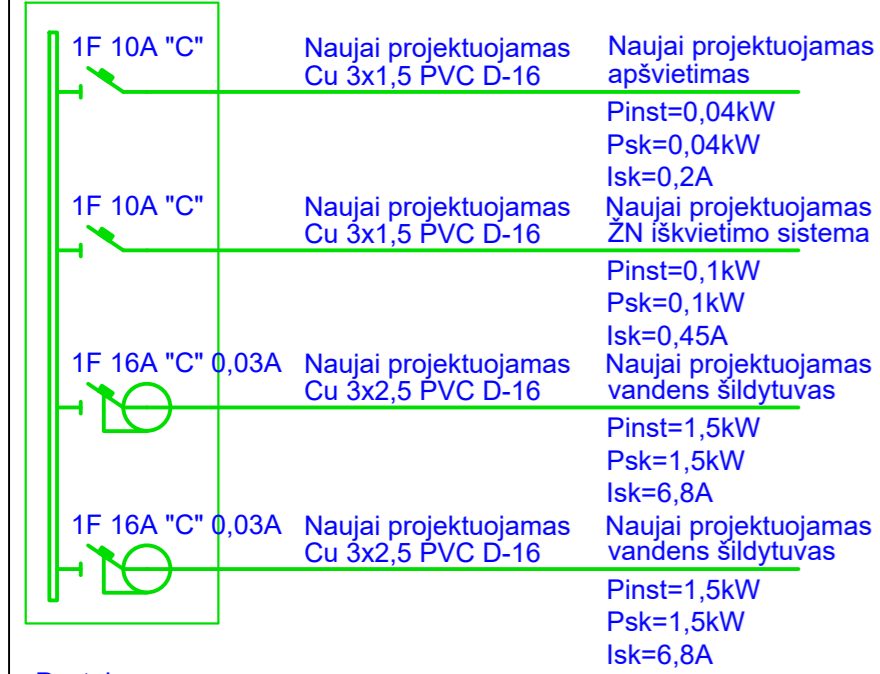 1F 10A "C"
Naujai projektuojamas
Cu 3x1,5 PVC D-16
Naujai projektuojamas
apšvietimas
Pinst=0,04kW
Psk=0,04kW
Isk=0,2A
1F 10A "C"
Naujai projektuojamas
Cu 3x1,5 PVC D-16
Naujai projektuojamas
ŽN iškvietimo sistema
Pinst=0,1kW
Psk=0,1kW
Isk=0,45A
1F 16A "C" 0,03A
Naujai projektuojamas
Cu 3x2,5 PVC D-16
Naujai projektuojamas
vandens šildytuvas
Pinst=1,5kW
Psk=1,5kW
Isk=6,8A
1F 16A "C" 0,03A
Naujai projektuojamas
Cu 3x2,5 PVC D-16
Naujai projektuojamas
vandens šildytuvas
Pinst=1,5kW
Psk=1,5kW
Isk=6,8A